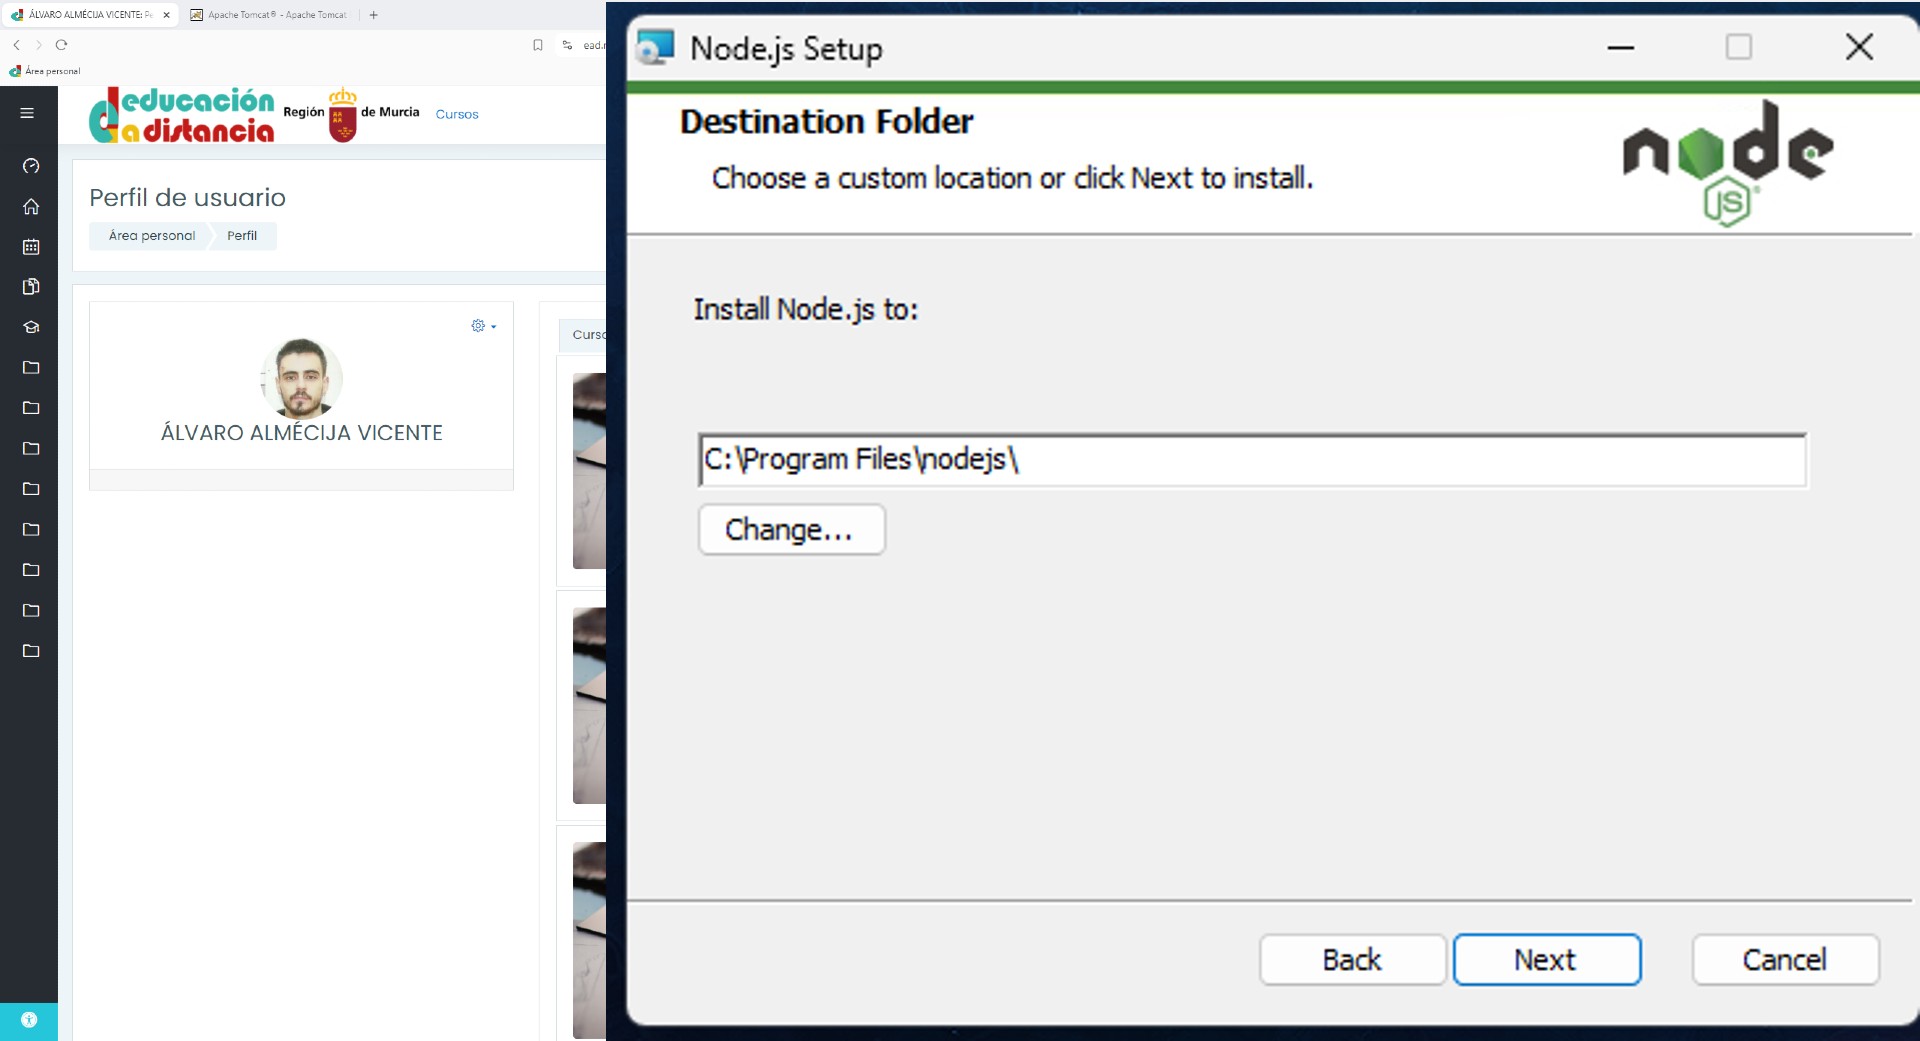 ÁLVARO ALMÉCIJA VICENTE: Pe
Apache Tomcat® - Apache Tomcat
ead.
Área personal
educación
a distancia
Región de Murcia
Cursos
Perfil de usuario
Área personal
Perfil
ÁLVARO ALMÉCIJA VICENTE
Curso
Node.js Setup
Destination Folder
Choose a custom location or click Next to install.
node
JS
Install Node.js to:
C:\Program Files\nodejs\
Change...
Back
Next
Cancel